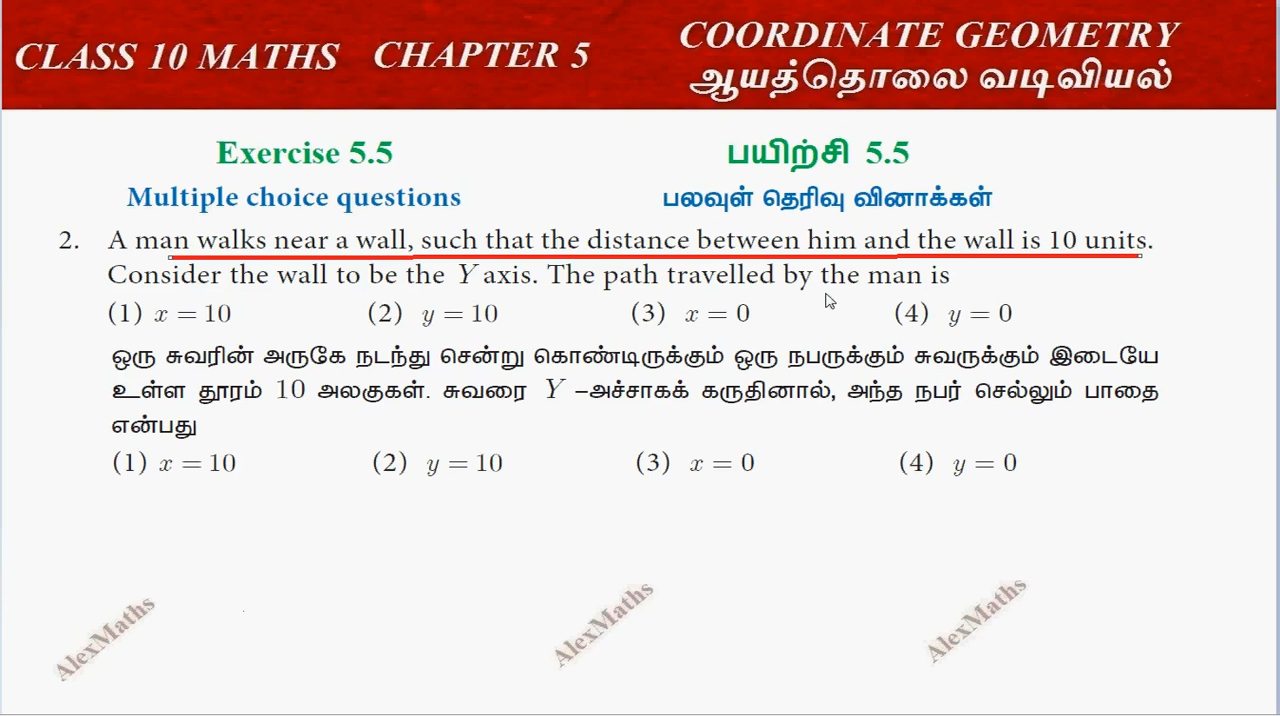 CLASS 10 MATHS CHAPTER 5
COORDINATE GEOMETRY
ஆயத்தொலை வடிவியல்
Exercise 5.5 பயிற்சி 5.5
Multiple choice questions பலவுள் தெரிவு வினாக்கள்
2. A man walks near a wall, such that the distance between him and the wall is 10 units.
Consider the wall to be the Y axis. The path travelled by the man is
(1) x = 10 (2) y = 10 (3) x = 0 (4) y = 0
ஒரு சுவரின் அருகே நடந்து சென்று கொண்டிருக்கும் ஒரு நபருக்கும் சுவருக்கும் இடையே
உள்ள தூரம் 10 அலகுகள். சுவரை Y –அச்சாகக் கருதினால், அந்த நபர் செல்லும் பாதை
என்பது
(1) x = 10 (2) y = 10 (3) x = 0 (4) y = 0
AlexMaths AlexMaths AlexMaths